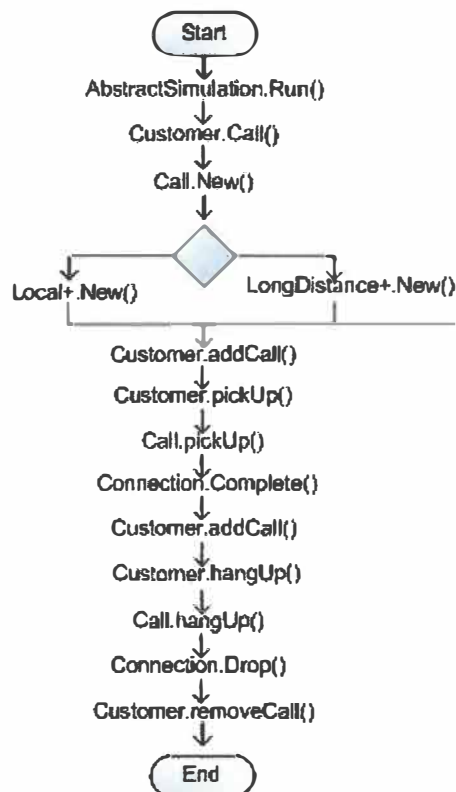 Start
AbstractSimulation.Run()
Customer.Call()
Call.New()
Local+.New()
LongDistance+.New()
Customer.addCall()
Customer.pickUp()
Call.pickUp()
Connection.Complete()
Customer.addCall()
Customer.hangUp()
Call.hangUp()
Connection.Drop()
Customer.removeCall()
End